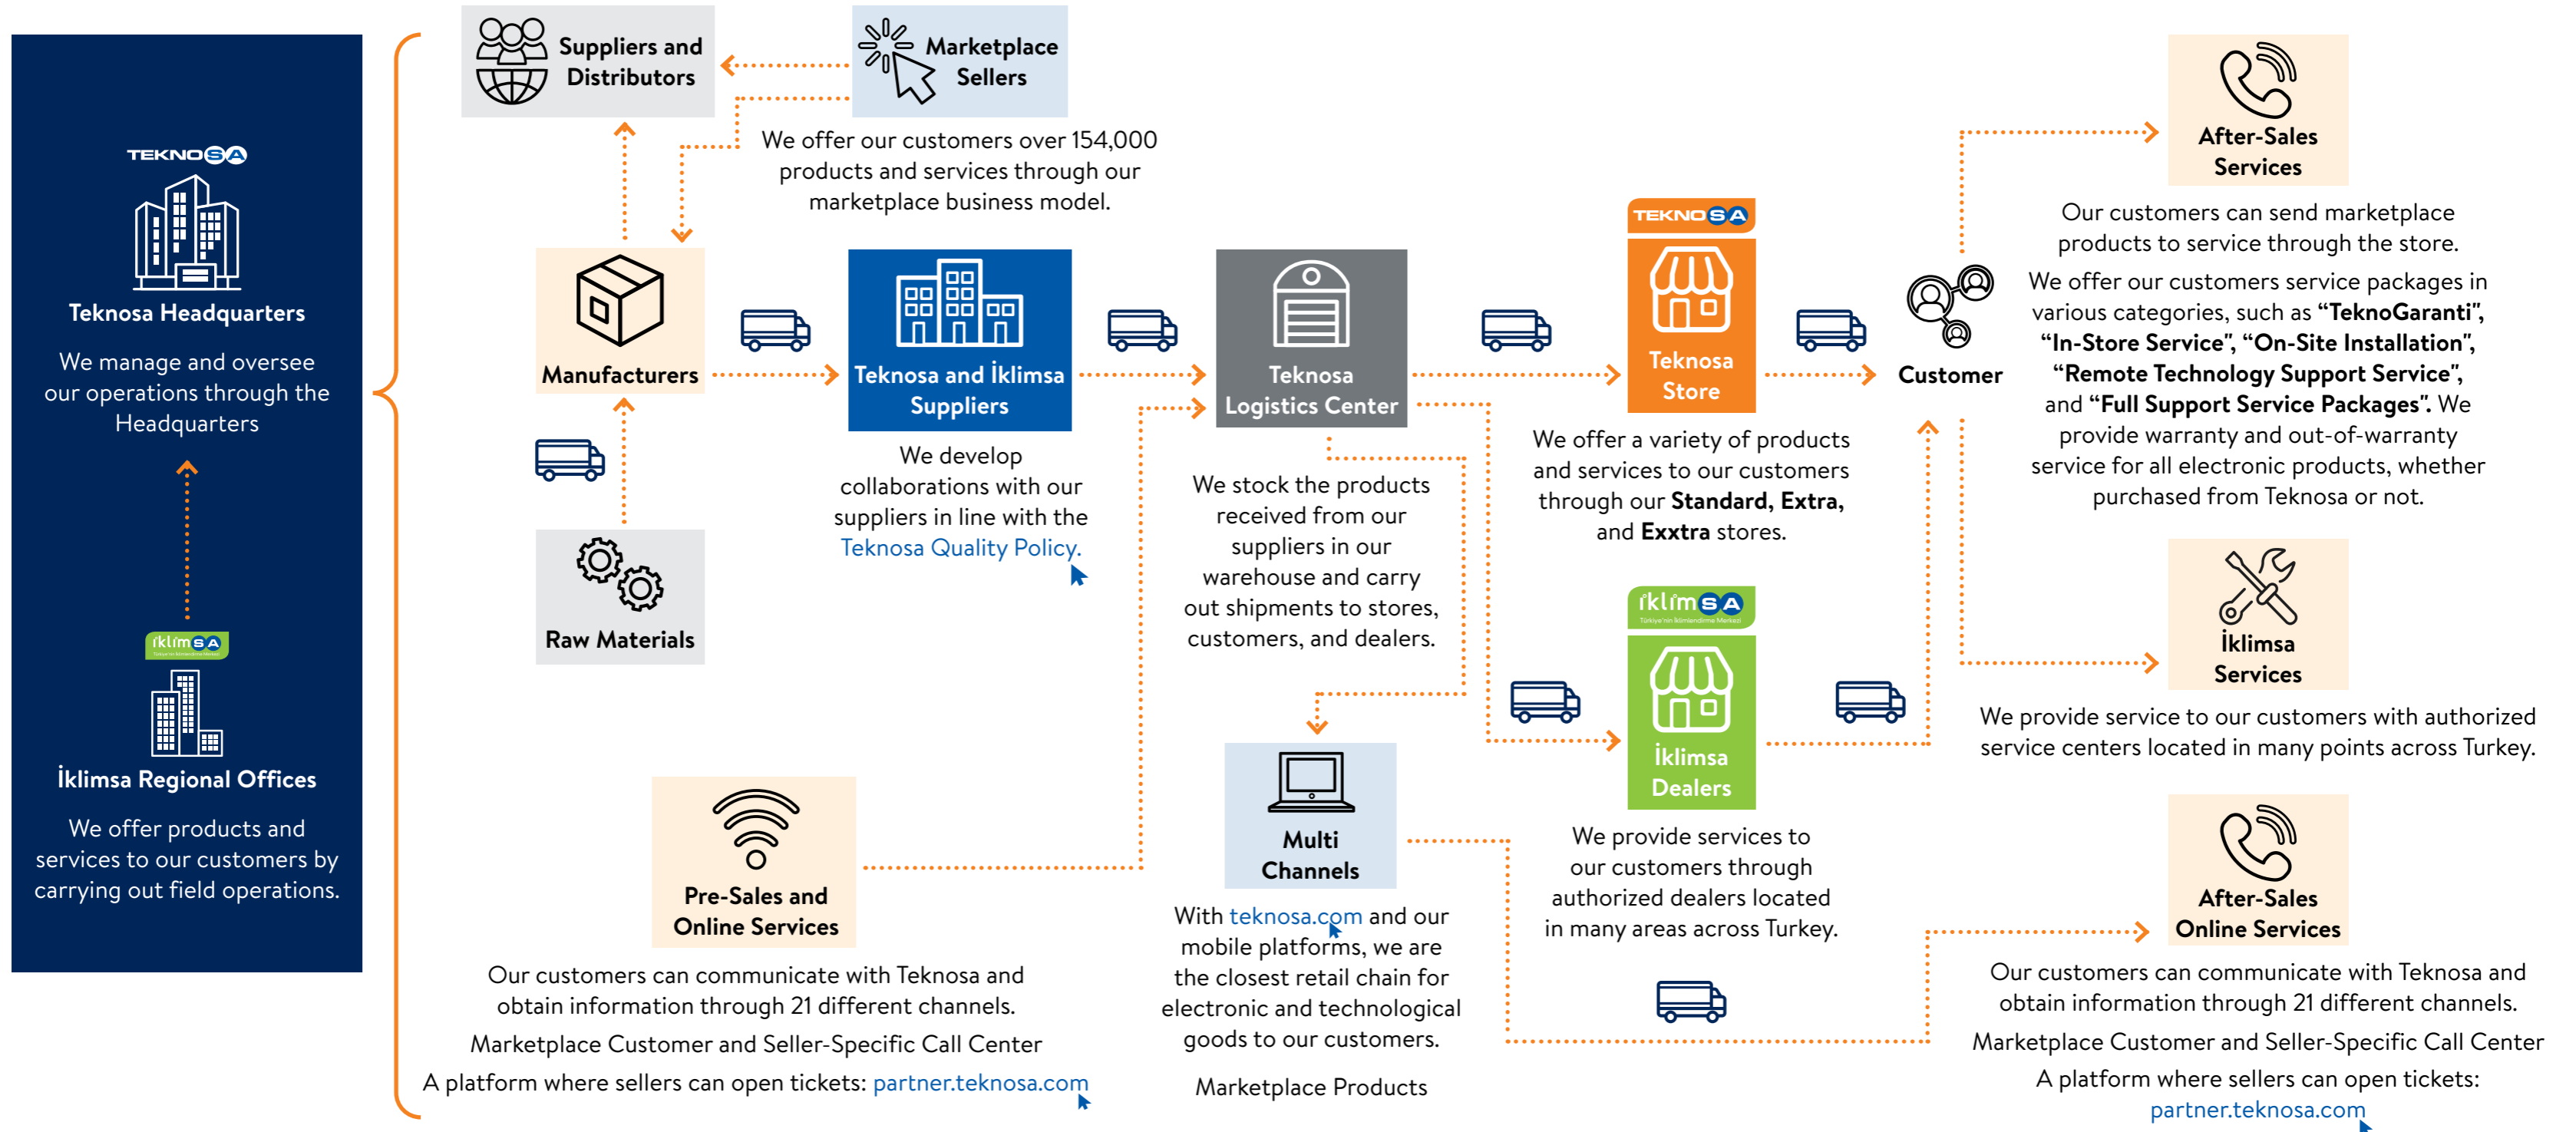 TEKNOSA
Teknosa Headquarters
We manage and oversee
our operations through the
Headquarters
iklimSA
Türkiye'nin İklimlendirme Merkezi
İklimsa Regional Offices
We offer products and
services to our customers by
carrying out field operations.
Suppliers and
Distributors
Marketplace
Sellers
We offer our customers over 154,000
products and services through our
marketplace business model.
Manufacturers
Raw Materials
Teknosa and İklimsa
Suppliers
We develop
collaborations with our
suppliers in line with the
Teknosa Quality Policy.
Teknosa
Logistics Center
We stock the products
received from our
suppliers in our
warehouse and carry
out shipments to stores,
customers, and dealers.
TEKNOSA
Teknosa
Store
We offer a variety of products
and services to our customers
through our Standard, Extra,
and Exxtra stores.
iklimSA
Türkiye'nin İklimlendirme Merkezi
İklimsa
Dealers
We provide services to
our customers through
authorized dealers located
in many areas across Turkey.
Customer
Pre-Sales and
Online Services
Our customers can communicate with Teknosa and
obtain information through 21 different channels.
Marketplace Customer and Seller-Specific Call Center
A platform where sellers can open tickets: partner.teknosa.com
Multi
Channels
With teknosa.com and our
mobile platforms, we are
the closest retail chain for
electronic and technological
goods to our customers.
Marketplace Products
After-Sales
Services
Our customers can send marketplace
products to service through the store.
We offer our customers service packages in
various categories, such as “TeknoGaranti",
“In-Store Service", “On-Site Installation",
“Remote Technology Support Service",
and “Full Support Service Packages". We
provide warranty and out-of-warranty
service for all electronic products, whether
purchased from Teknosa or not.
İklimsa
Services
We provide service to our customers with authorized
service centers located in many points across Turkey.
After-Sales
Online Services
Our customers can communicate with Teknosa and
obtain information through 21 different channels.
Marketplace Customer and Seller-Specific Call Center
A platform where sellers can open tickets:
partner.teknosa.com